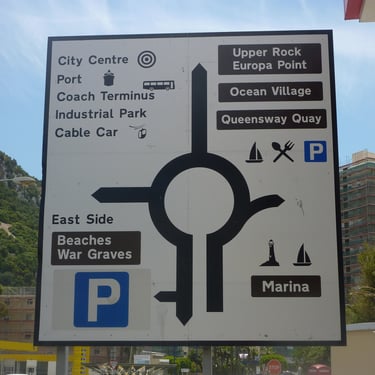 City Centre
Port
Coach Terminus
Industrial Park
Cable Car
Upper Rock
Europa Point
Ocean Village
Queensway Quay
P
East Side
Beaches
War Graves
P
Marina